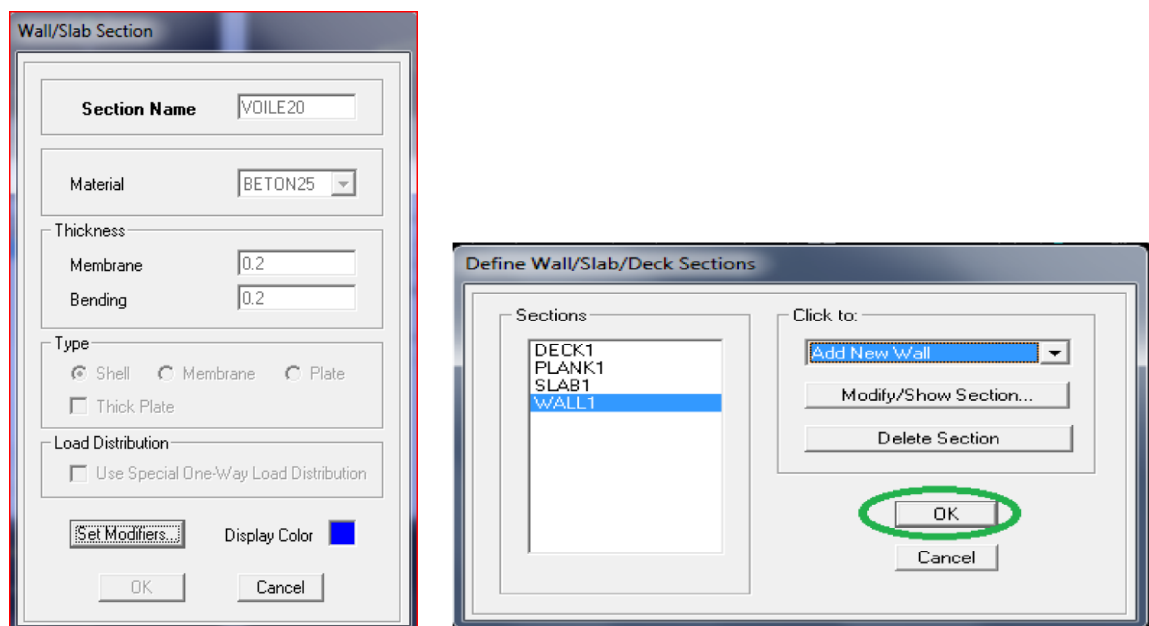 Wall/Slab Section
Section Name VOILE20
Material BETON25
Thickness
Membrane 0.2
Bending 0.2
Type
Shell Membrane Plate
Thick Plate
Load Distribution
Use Special One-Way Load Distribution
Set Modifiers... Display Color
OK Cancel
Define Wall/Slab/Deck Sections
Sections
DECK1
PLANK1
SLAB1
WALL1
Click to:
Add New Wall
Modify/Show Section...
Delete Section
OK
Cancel